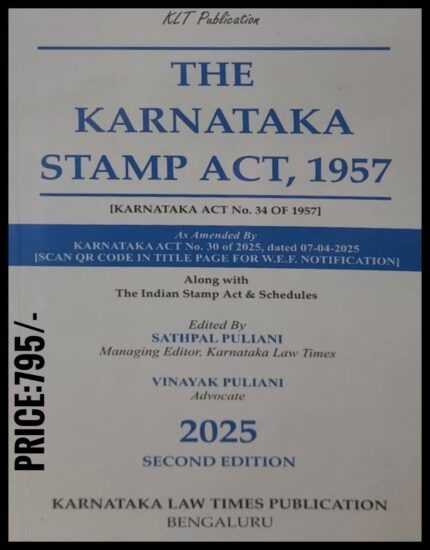 KLT Publication
THE
KARNATAKA
STAMP ACT, 1957
[KARNATAKA ACT No. 34 OF 1957]
As Amended By
KARNATAKA ACT No. 30 of 2025, dated 07-04-2025
[SCAN QR CODE IN TITLE PAGE FOR W.E.F. NOTIFICATION]
Along with
The Indian Stamp Act & Schedules
Edited By
SATHPAL PULIANI
Managing Editor, Karnataka Law Times
VINAYAK PULIANI
Advocate
2025
SECOND EDITION
KARNATAKA LAW TIMES PUBLICATION
BENGALURU
PRICE:795/-